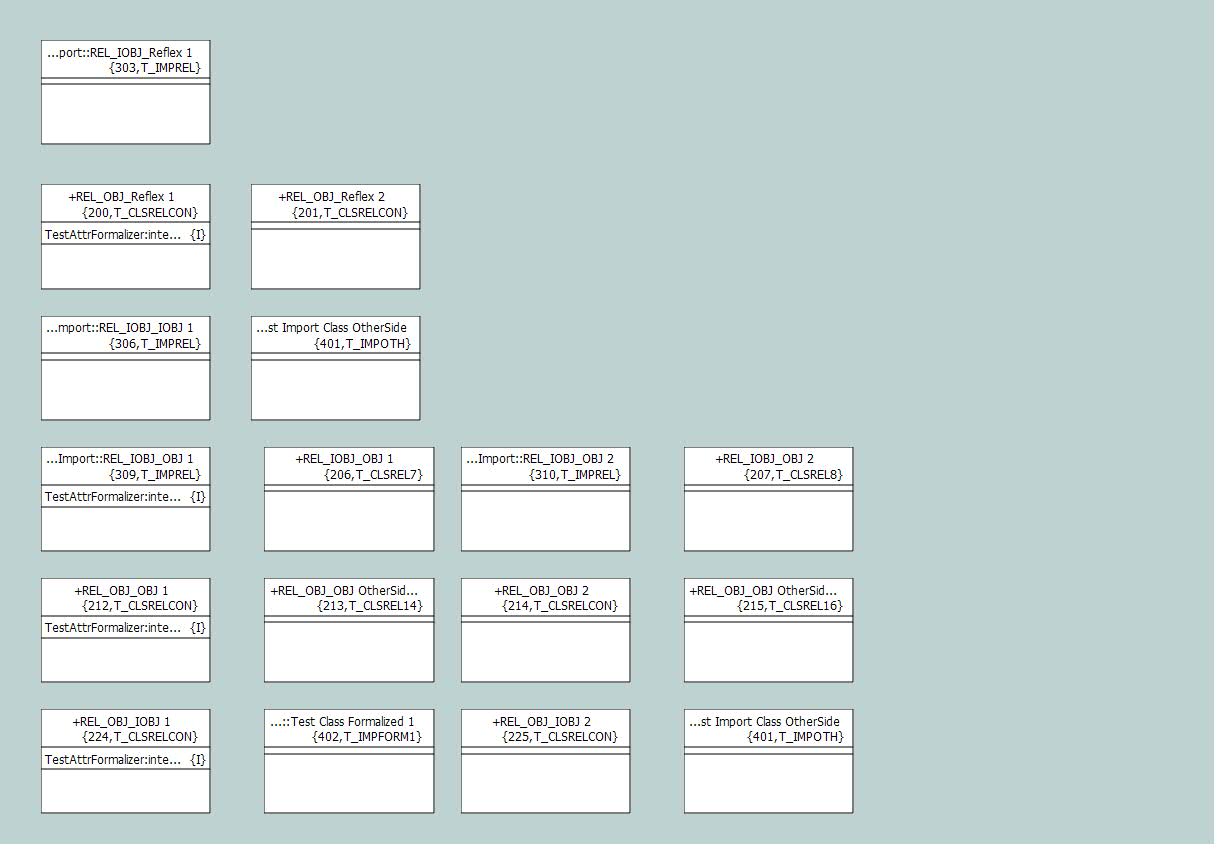 ...port::REL_IOBJ_Reflex 1
{303,T_IMPREL}
+REL_OBJ_Reflex 1
{200,T_CLSRELCON}
TestAttrFormalizer:inte... {I}
+REL_OBJ_Reflex 2
{201,T_CLSRELCON}
...mport::REL_IOBJ_IOBJ 1
{306,T_IMPREL}
...st Import Class OtherSide
{401,T_IMPOTH}
...Import::REL_IOBJ_OBJ 1
{309,T_IMPREL}
TestAttrFormalizer:inte... {I}
+REL_IOBJ_OBJ 1
{206,T_CLSREL7}
...Import::REL_IOBJ_OBJ 2
{310,T_IMPREL}
+REL_IOBJ_OBJ 2
{207,T_CLSREL8}
+REL_OBJ_OBJ 1
{212,T_CLSRELCON}
TestAttrFormalizer:inte... {I}
+REL_OBJ_OBJ OtherSid...
{213,T_CLSREL14}
+REL_OBJ_OBJ 2
{214,T_CLSRELCON}
+REL_OBJ_OBJ OtherSid...
{215,T_CLSREL16}
+REL_OBJ_IOBJ 1
{224,T_CLSRELCON}
TestAttrFormalizer:inte... {I}
...::Test Class Formalized 1
{402,T_IMPFORM1}
+REL_OBJ_IOBJ 2
{225,T_CLSRELCON}
...st Import Class OtherSide
{401,T_IMPOTH}